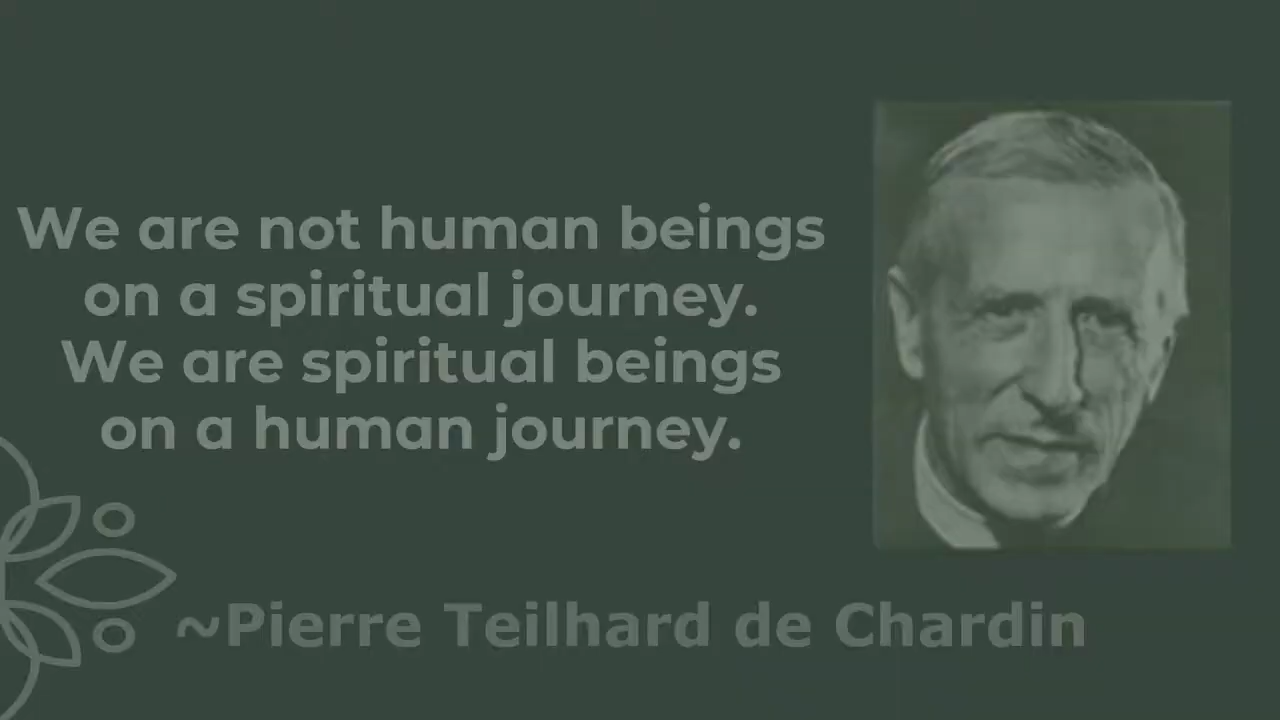 We are not human beings
on a spiritual journey.
We are spiritual beings
on a human journey.
~Pierre Teilhard de Chardin